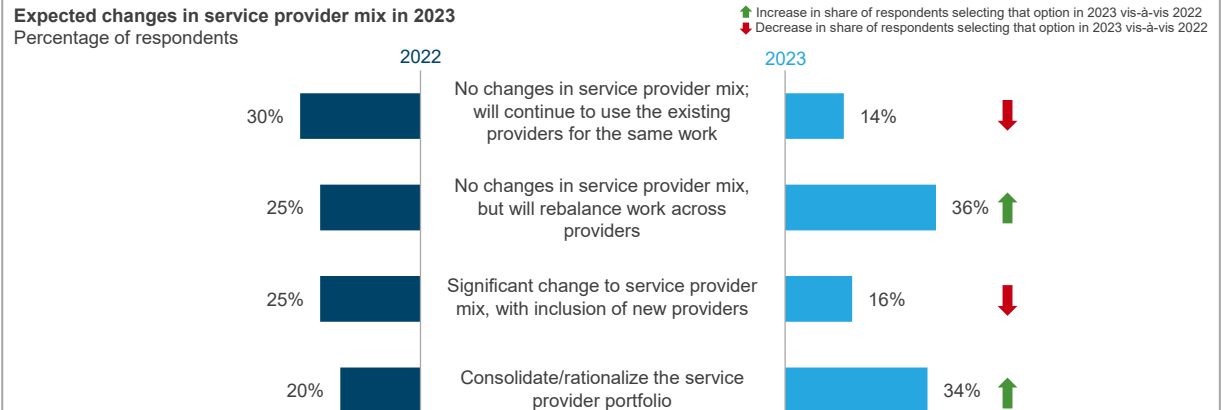 Expected changes in service provider mix in 2023
Percentage of respondents
Increase in share of respondents selecting that option in 2023 vis-à-vis 2022
Decrease in share of respondents selecting that option in 2023 vis-à-vis 2022
2022
2023
30%
No changes in service provider mix;
will continue to use the existing
providers for the same work
14%
25%
No changes in service provider mix,
but will rebalance work across
providers
36%
25%
Significant change to service provider
mix, with inclusion of new providers
16%
20%
Consolidate/rationalize the service
provider portfolio
34%